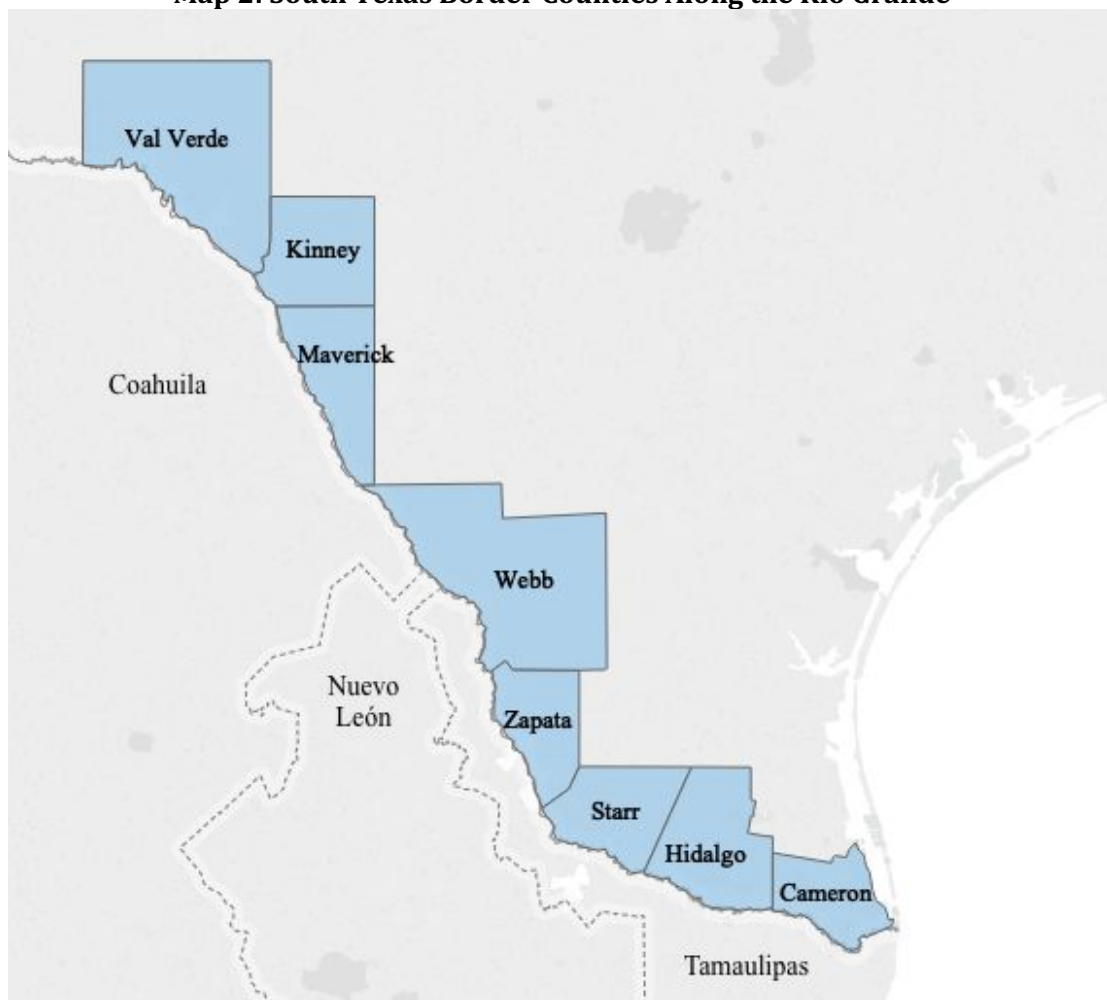 Map 2: South Texas Border Counties Along the Rio Grande
Val Verde
Kinney
Maverick
Coahuila
Webb
Nuevo
León
Zapata
Starr
Hidalgo
Cameron
Tamaulipas